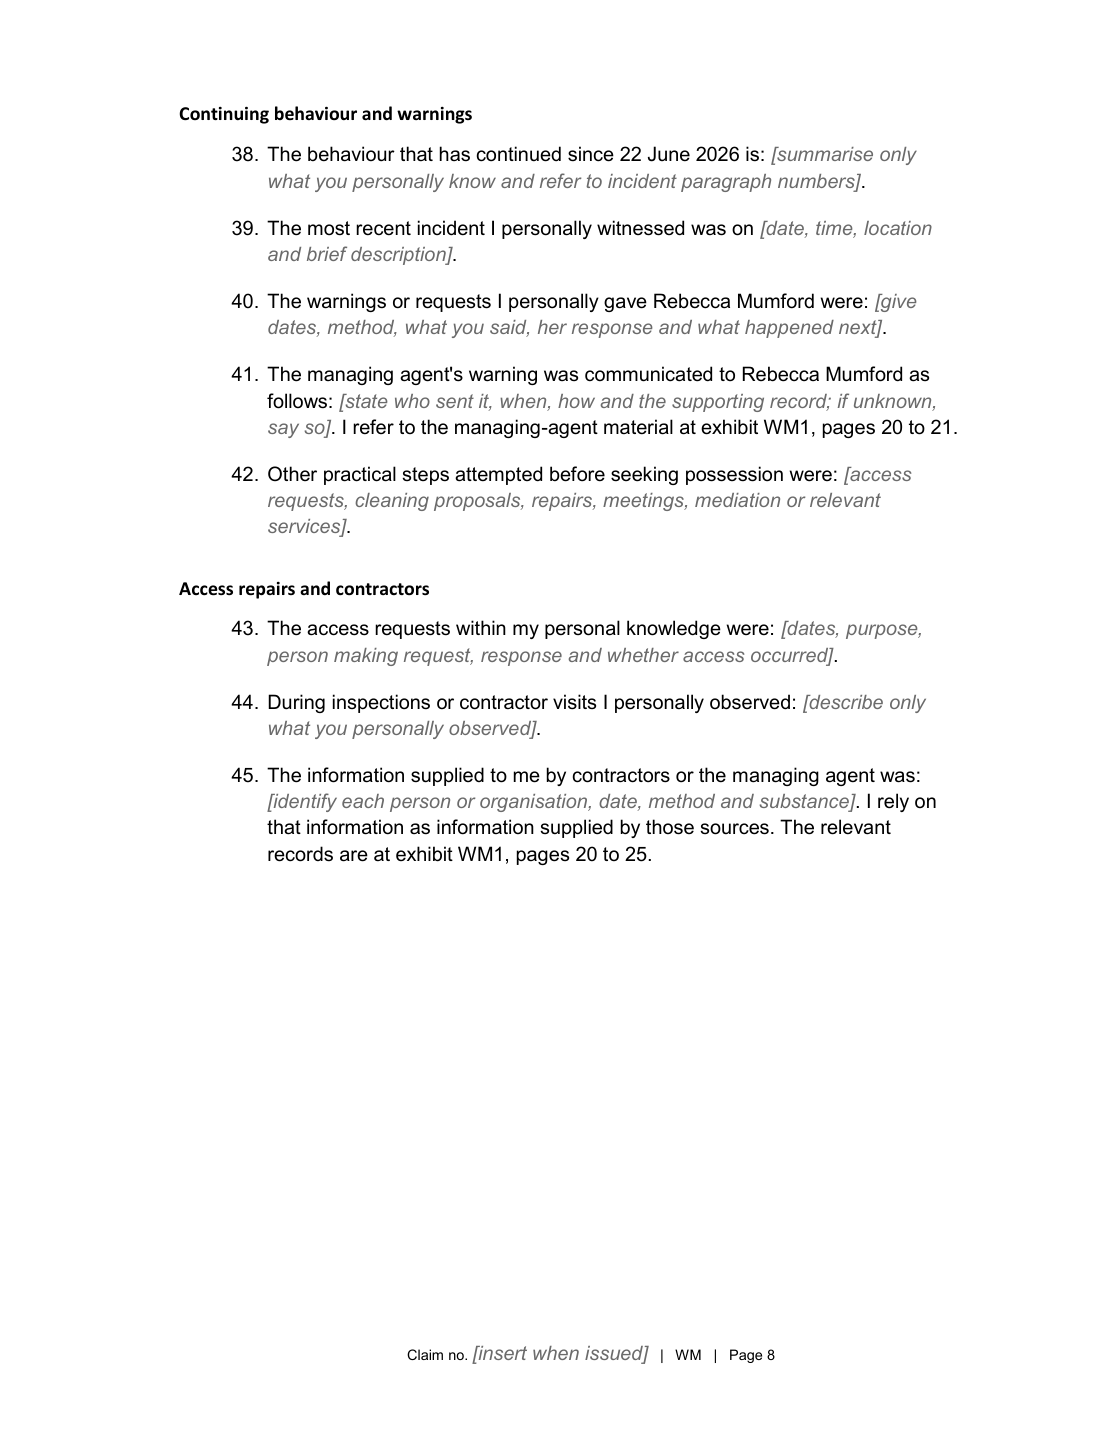 Continuing behaviour and warnings
38. The behaviour that has continued since 22 June 2026 is: [summarise only
what you personally know and refer to incident paragraph numbers].
39. The most recent incident I personally witnessed was on [date, time, location
and brief description].
40. The warnings or requests I personally gave Rebecca Mumford were: [give
dates, method, what you said, her response and what happened next].
41. The managing agent's warning was communicated to Rebecca Mumford as
follows: [state who sent it, when, how and the supporting record; if unknown,
say so]. I refer to the managing-agent material at exhibit WM1, pages 20 to 21.
42. Other practical steps attempted before seeking possession were: [access
requests, cleaning proposals, repairs, meetings, mediation or relevant
services].
Access repairs and contractors
43. The access requests within my personal knowledge were: [dates, purpose,
person making request, response and whether access occurred].
44. During inspections or contractor visits I personally observed: [describe only
what you personally observed].
45. The information supplied to me by contractors or the managing agent was:
[identify each person or organisation, date, method and substance]. I rely on
that information as information supplied by those sources. The relevant
records are at exhibit WM1, pages 20 to 25.
Claim no. [insert when issued] | WM | Page 8